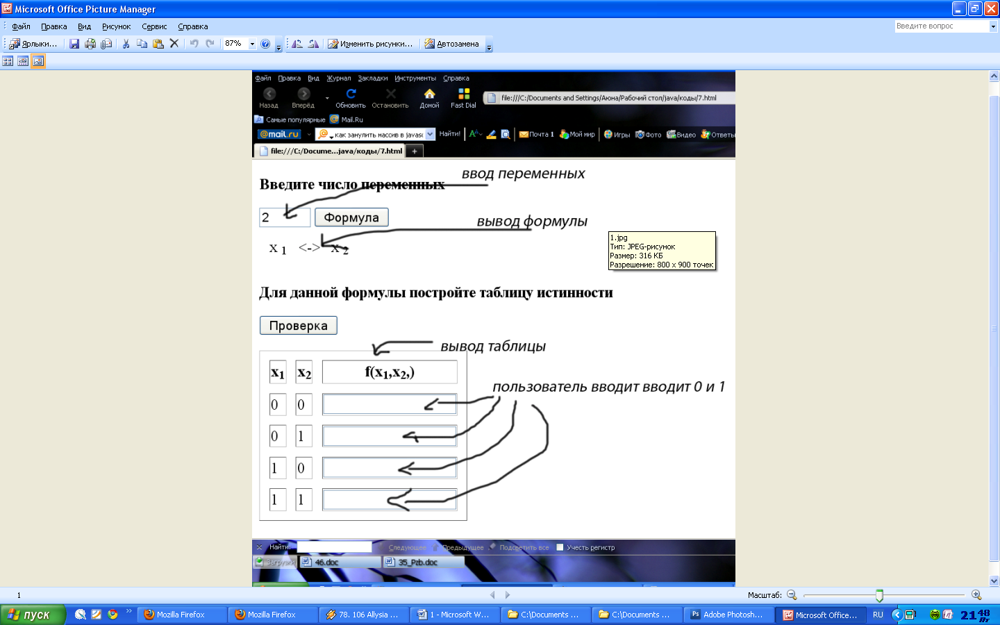 Microsoft Office Picture Manager
Файл Правка Вид Рисунок Сервис Справка
Введите вопрос
Ярлыки... 87% Изменить рисунки... Автозамена
Файл Правка Вид Журнал Закладки Инструменты Справка
Назад Вперёд Обновить Остановить Домой Fast Dial
file:///C:/Documents and Settings/Аюна/Рабочий стол/java/коды/7.html
Самые популярные Mail.Ru
@mail.ru как занулить массив в javasc Найти! Почта 1 Мой мир Игры Фото Видео Ответы
file:///C:/Docume...java/коды/7.html
ввод переменных
Введите число переменных
2 Формула
вывод формулы
x 1 <-> x 2
1.jpg
Тип: JPEG-рисунок
Размер: 316 КБ
Разрешение: 800 x 900 точек
Для данной формулы постройте таблицу истинности
Проверка
вывод таблицы
x1 x2 f(x1,x2,)
пользователь вводит вводит 0 и 1
0 0
0 1
1 0
1 1
Найти: Следующее Предыдущее Подсветить все Учесть регистр
Загрузки 46.doc 35_Pzb.doc
1
Масштаб:
пуск Mozilla Firefox Mozilla Firefox 78. 106 Allysia ... 1 - Microsoft W... C:\Documents ... C:\Documents ... Adobe Photosh... Microsoft Office... RU 21 48 Пт